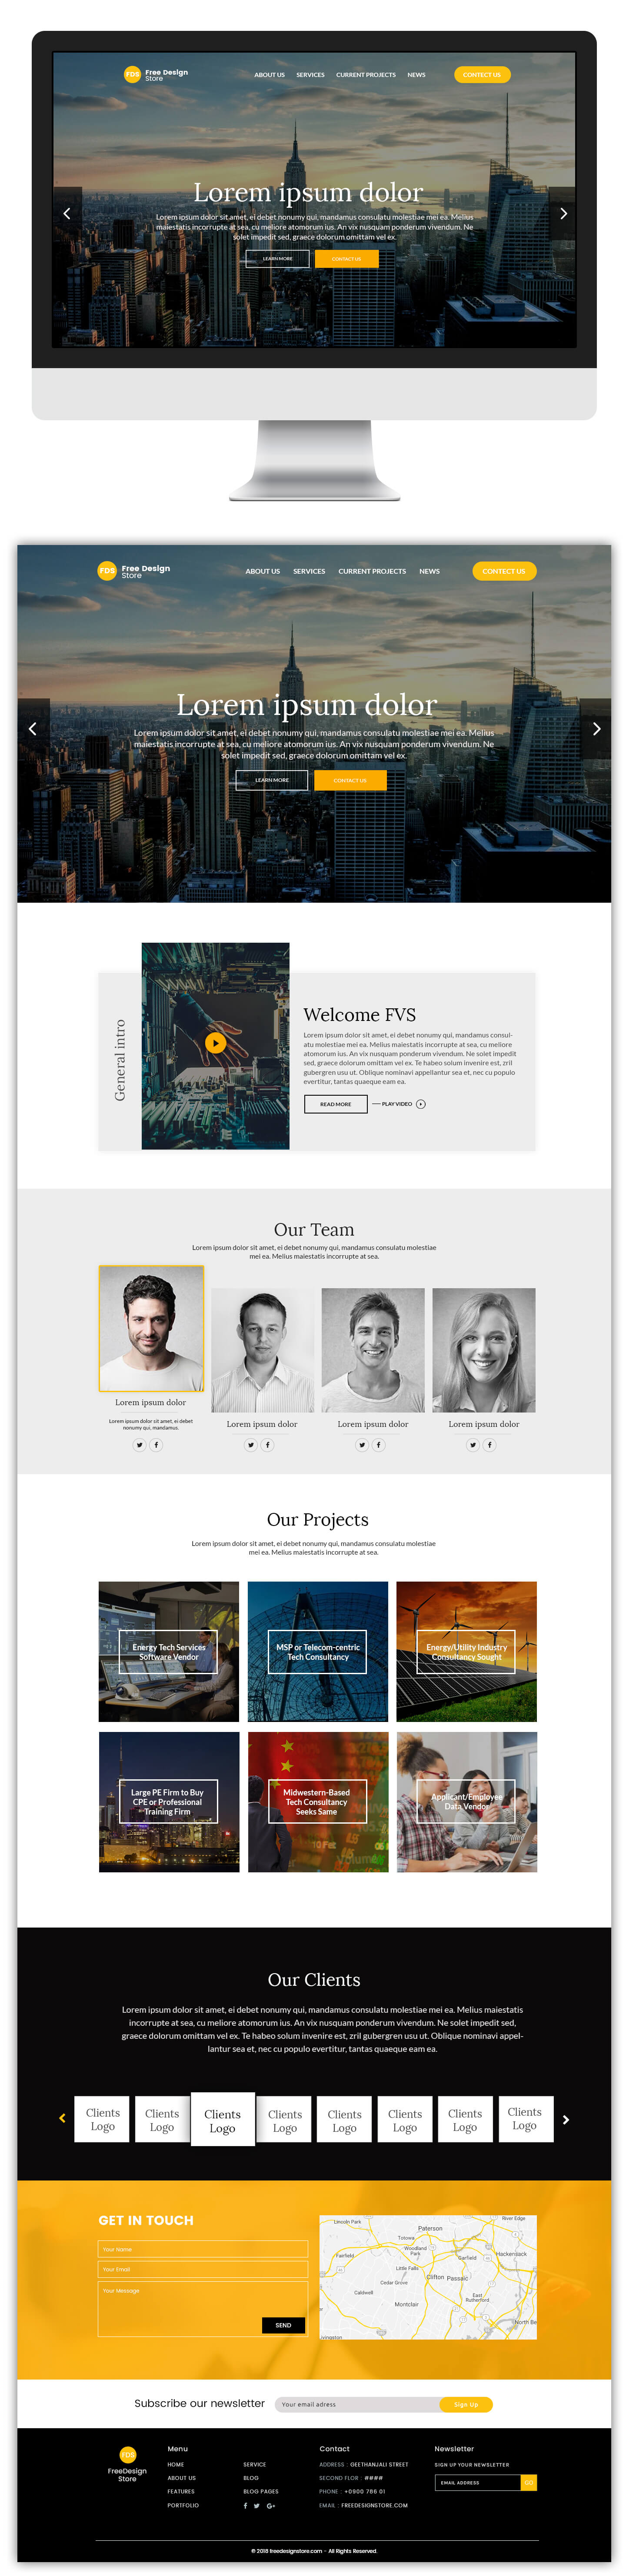 FDS Free Design
Store
ABOUT US SERVICES CURRENT PROJECTS NEWS CONTECT US
Lorem ipsum dolor
Lorem ipsum dolor sit amet, ei debet nonumy qui, mandamus consulatu molestiae mei ea. Melius
maiestatis incorrupte at sea, cu meliore atomorum ius. An vix nusquam ponderum vivendum. Ne
solet impedit sed, graece dolorum omittam vel ex.
LEARN MORE CONTACT US
FDS Free Design
Store
ABOUT US SERVICES CURRENT PROJECTS NEWS CONTECT US
Lorem ipsum dolor
Lorem ipsum dolor sit amet, ei debet nonumy qui, mandamus consulatu molestiae mei ea. Melius
maiestatis incorrupte at sea, cu meliore atomorum ius. An vix nusquam ponderum vivendum. Ne
solet impedit sed, graece dolorum omittam vel ex.
LEARN MORE CONTACT US
General intro
Welcome FVS
Lorem ipsum dolor sit amet, ei debet nonumy qui, mandamus consul-
atu molestiae mei ea. Melius maiestatis incorrupte at sea, cu meliore
atomorum ius. An vix nusquam ponderum vivendum. Ne solet impedit
sed, graece dolorum omittam vel ex. Te habeo solum invenire est, zril
gubergren usu ut. Oblique nominavi appellantur sea et, nec cu populo
evertitur, tantas quaeque eam ea.
READ MORE PLAY VIDEO
Our Team
Lorem ipsum dolor sit amet, ei debet nonumy qui, mandamus consulatu molestiae
mei ea. Melius maiestatis incorrupte at sea.
Lorem ipsum dolor
Lorem ipsum dolor sit amet, ei debet
nonumy qui, mandamus.
Lorem ipsum dolor
Lorem ipsum dolor
Lorem ipsum dolor
Our Projects
Lorem ipsum dolor sit amet, ei debet nonumy qui, mandamus consulatu molestiae
mei ea. Melius maiestatis incorrupte at sea.
Energy Tech Services
Software Vendor
MSP or Telecom-centric
Tech Consultancy
Energy/Utility Industry
Consultancy Sought
Large PE Firm to Buy
CPE or Professional
Training Firm
Midwestern-Based
Tech Consultancy
Seeks Same
Applicant/Employee
Data Vendor
Our Clients
Lorem ipsum dolor sit amet, ei debet nonumy qui, mandamus consulatu molestiae mei ea. Melius maiestatis
incorrupte at sea, cu meliore atomorum ius. An vix nusquam ponderum vivendum. Ne solet impedit sed,
graece dolorum omittam vel ex. Te habeo solum invenire est, zril gubergren usu ut. Oblique nominavi appel-
lantur sea et, nec cu populo evertitur, tantas quaeque eam ea.
Clients
Logo
Clients
Logo
Clients
Logo
Clients
Logo
Clients
Logo
Clients
Logo
Clients
Logo
Clients
Logo
GET IN TOUCH
Your Name
Your Email
Your Message
SEND
Lincoln Park
River Edge
Paterson
Totowa
Woodland
Park
Fairfield
Garfield
Hackensack
Little Falls
Clifton
Passaic
Cedar Grove
Caldwell
East
Rutherford
Montclair
North Be
ivingston
Subscribe our newsletter
Your email adress
Sign Up
FDS
FreeDesign
Store
Menu
HOME
ABOUT US
FEATURES
PORTFOLIO
SERVICE
BLOG
BLOG PAGES
Contact
ADDRESS : GEETHANJALI STREET
SECOND FLOR : ####
PHONE : +0900 786 01
EMAIL : FREEDESIGNSTORE.COM
Newsletter
SIGN UP YOUR NEWSLETTER
EMAIL ADDRESS GO
© 2018 freedesignstore.com - All Rights Reserved.